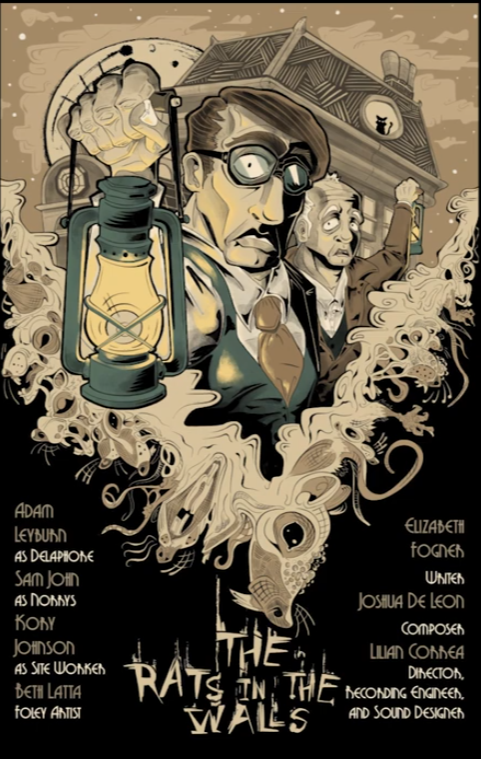 Adam
Leyburn
as Delapore
Sam John
as Norrys
Kory
Johnson
as Site Worker
Beth Latta
Foley Artist
Elizabeth
Fogner
Writer
Joshua De Leon
Composer
Lilian Correa
Director,
Recording Engineer,
and Sound Designer
The
Rats in the
Walls